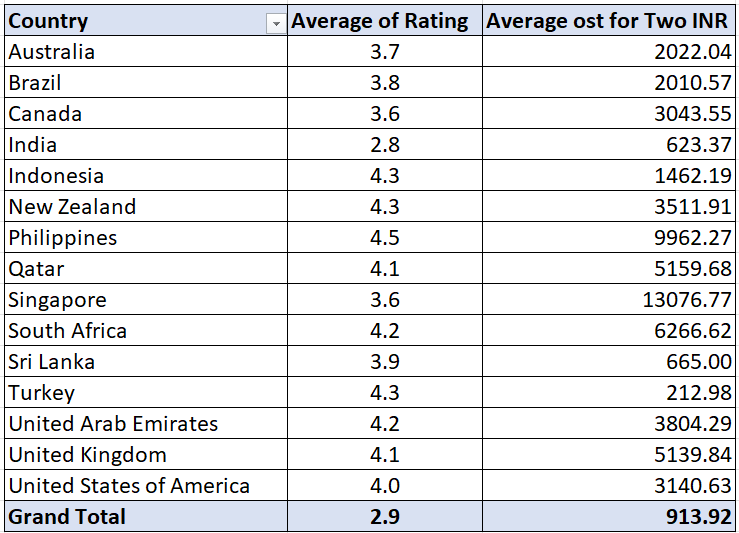 Country Average of Rating Average ost for Two INR
Australia 3.7 2022.04
Brazil 3.8 2010.57
Canada 3.6 3043.55
India 2.8 623.37
Indonesia 4.3 1462.19
New Zealand 4.3 3511.91
Philippines 4.5 9962.27
Qatar 4.1 5159.68
Singapore 3.6 13076.77
South Africa 4.2 6266.62
Sri Lanka 3.9 665.00
Turkey 4.3 212.98
United Arab Emirates 4.2 3804.29
United Kingdom 4.1 5139.84
United States of America 4.0 3140.63
Grand Total 2.9 913.92